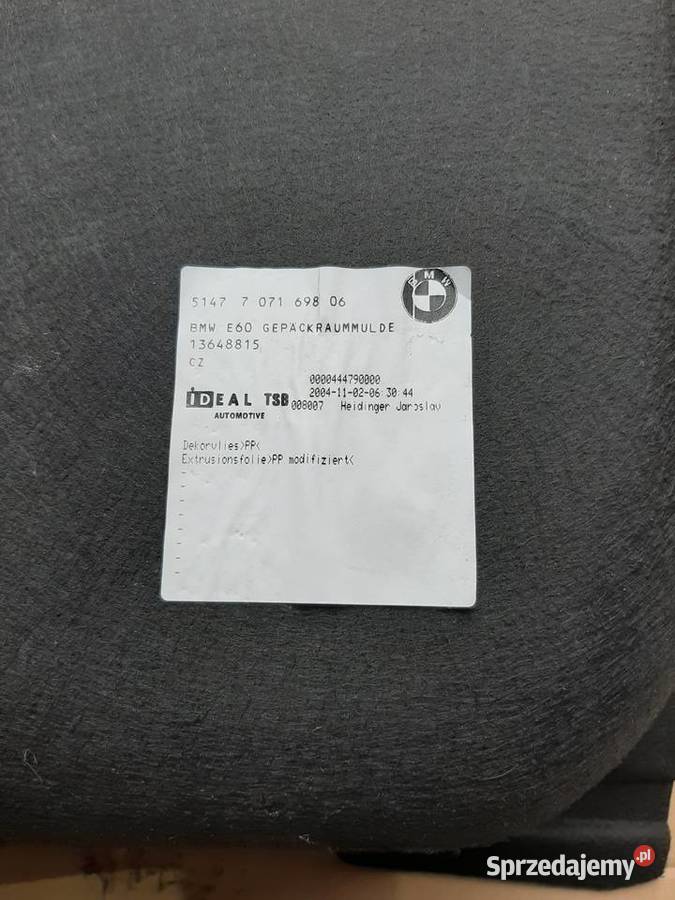 BMW
5147 7 071 698 06
BMW E60 GEPÄCKRAUMMULDE
13648815
CZ
0000444790000
2004-11-02-06:30:44
IDEAL TSB 008007 Heidinger Jaroslav
AUTOMOTIVE
Dekorvlies>PP<
Extrusionsfolie>PP modifiziert<
Sprzedajemy.pl